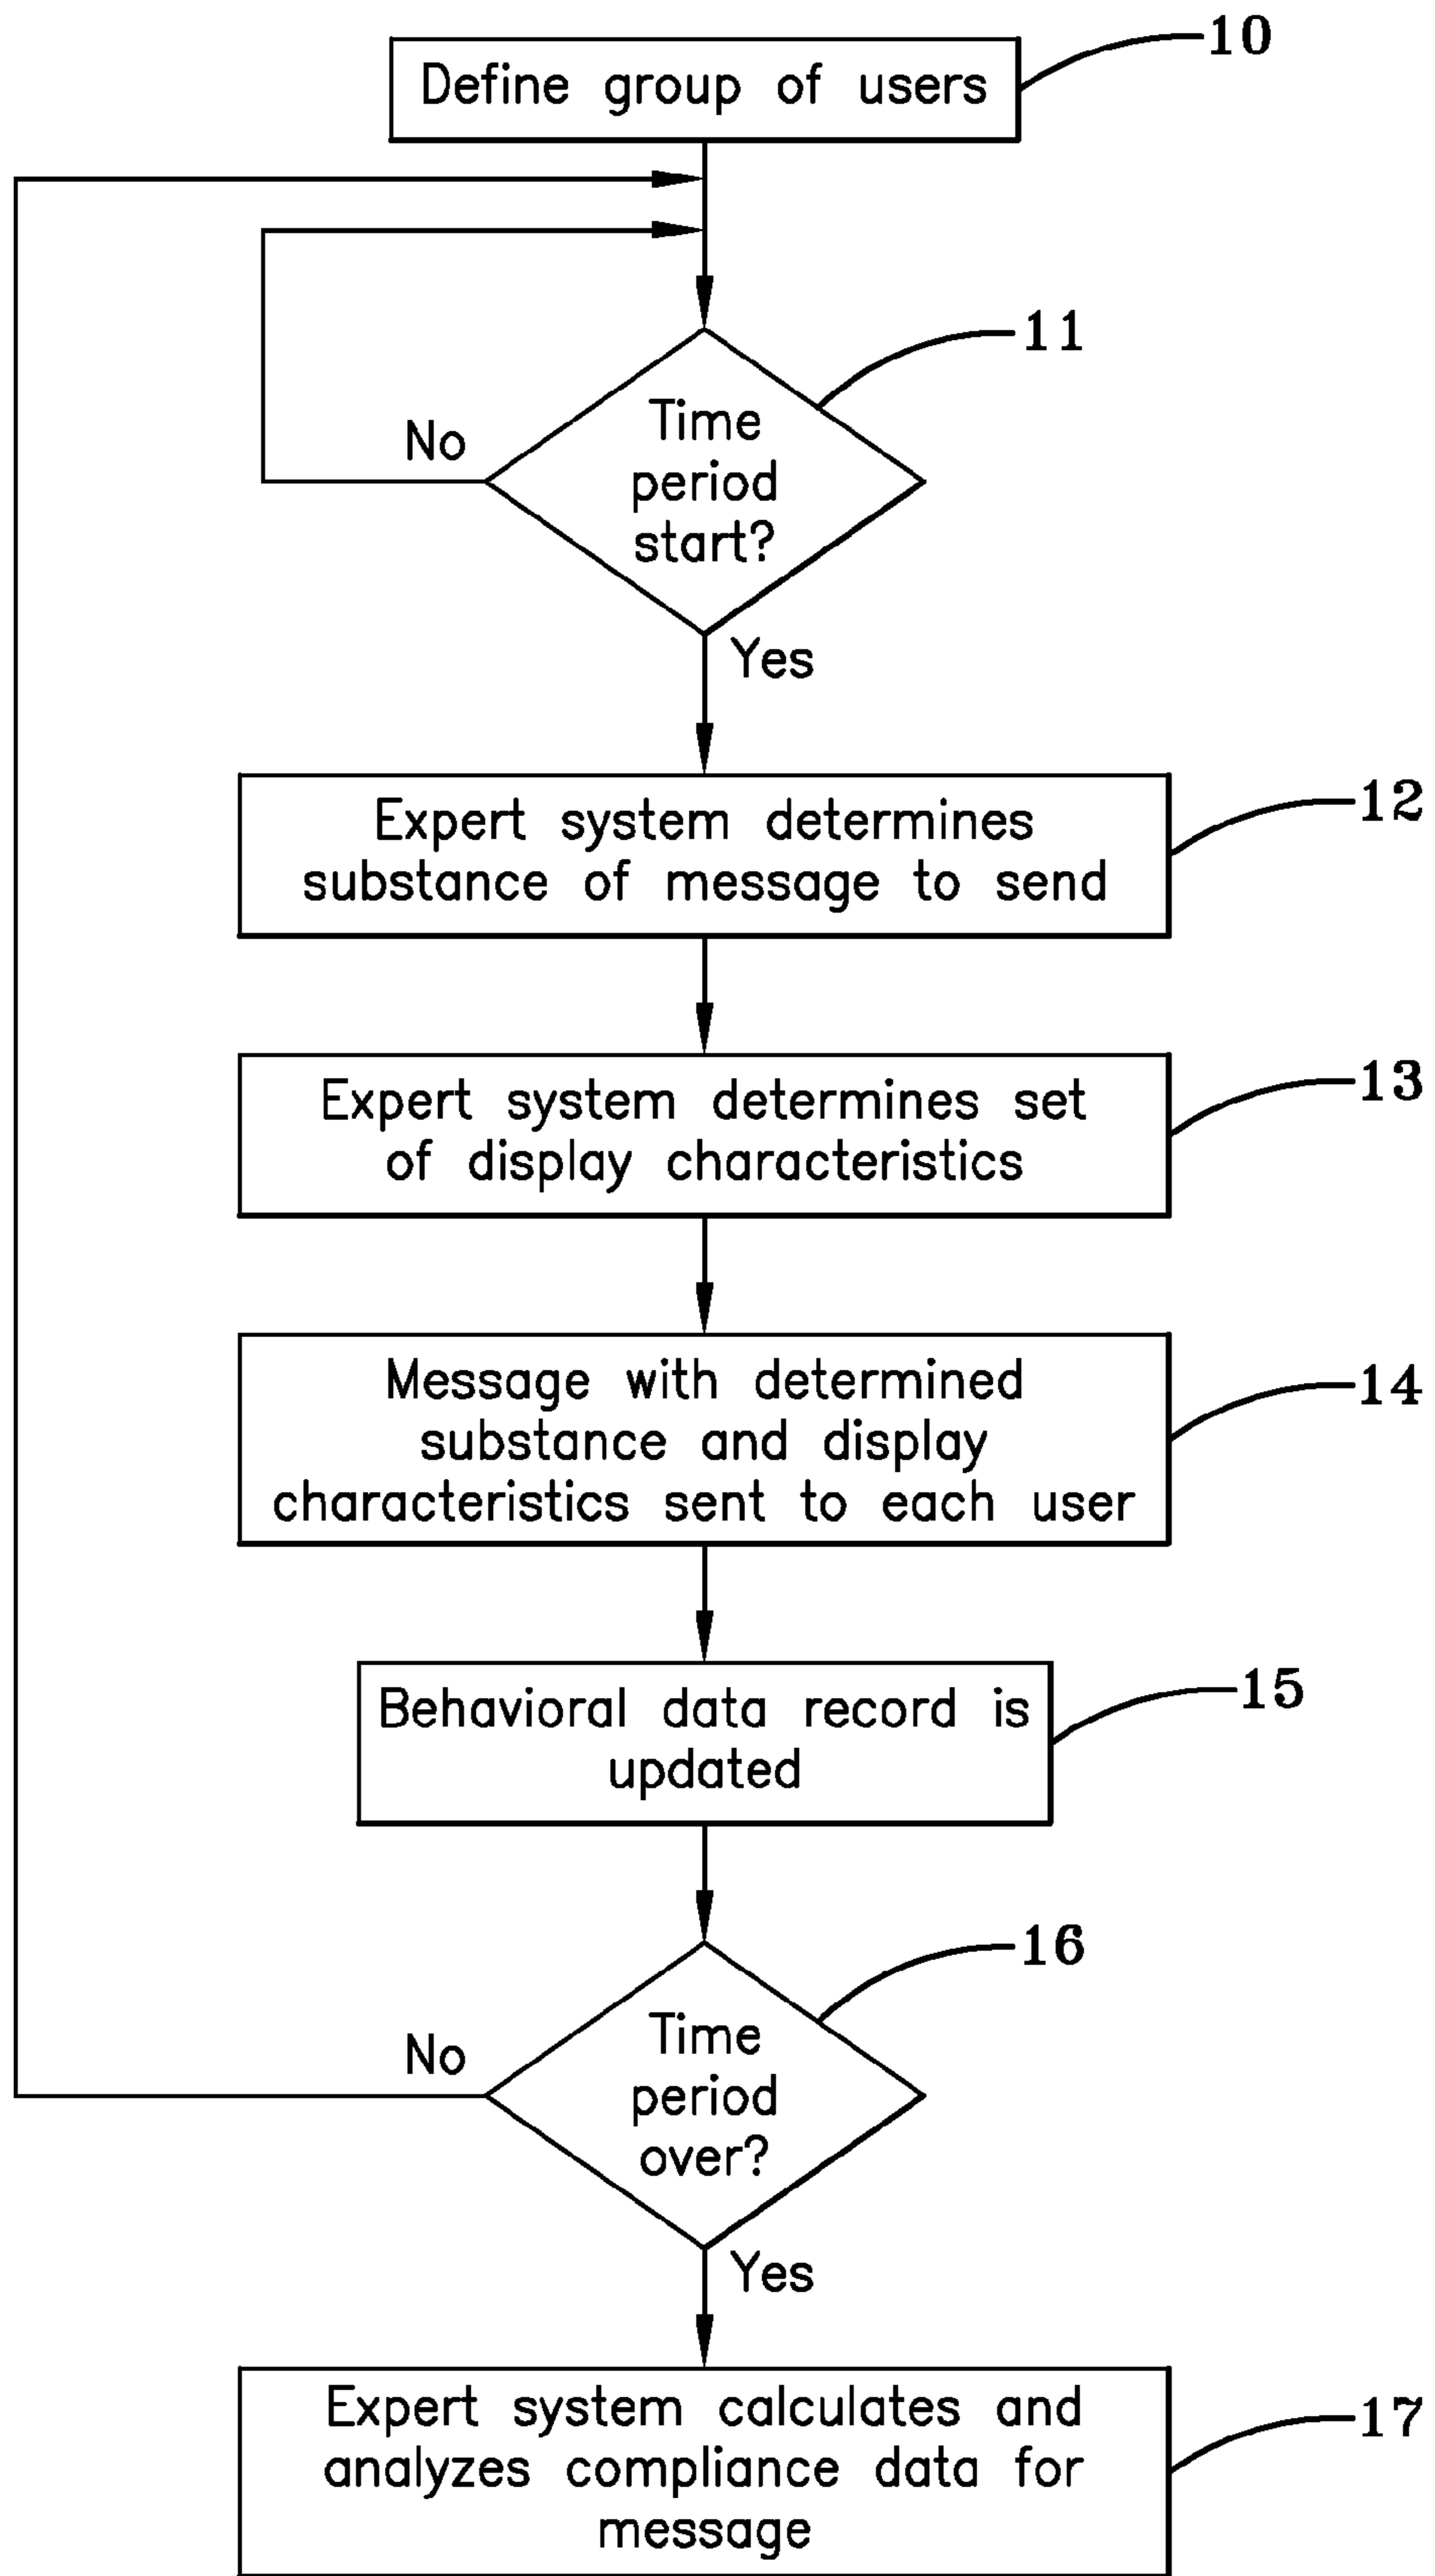 10
Define group of users
11
Time
period
start?
No
Yes
12
Expert system determines
substance of message to send
13
Expert system determines set
of display characteristics
14
Message with determined
substance and display
characteristics sent to each user
15
Behavioral data record is
updated
16
Time
period
over?
No
Yes
17
Expert system calculates and
analyzes compliance data for
message